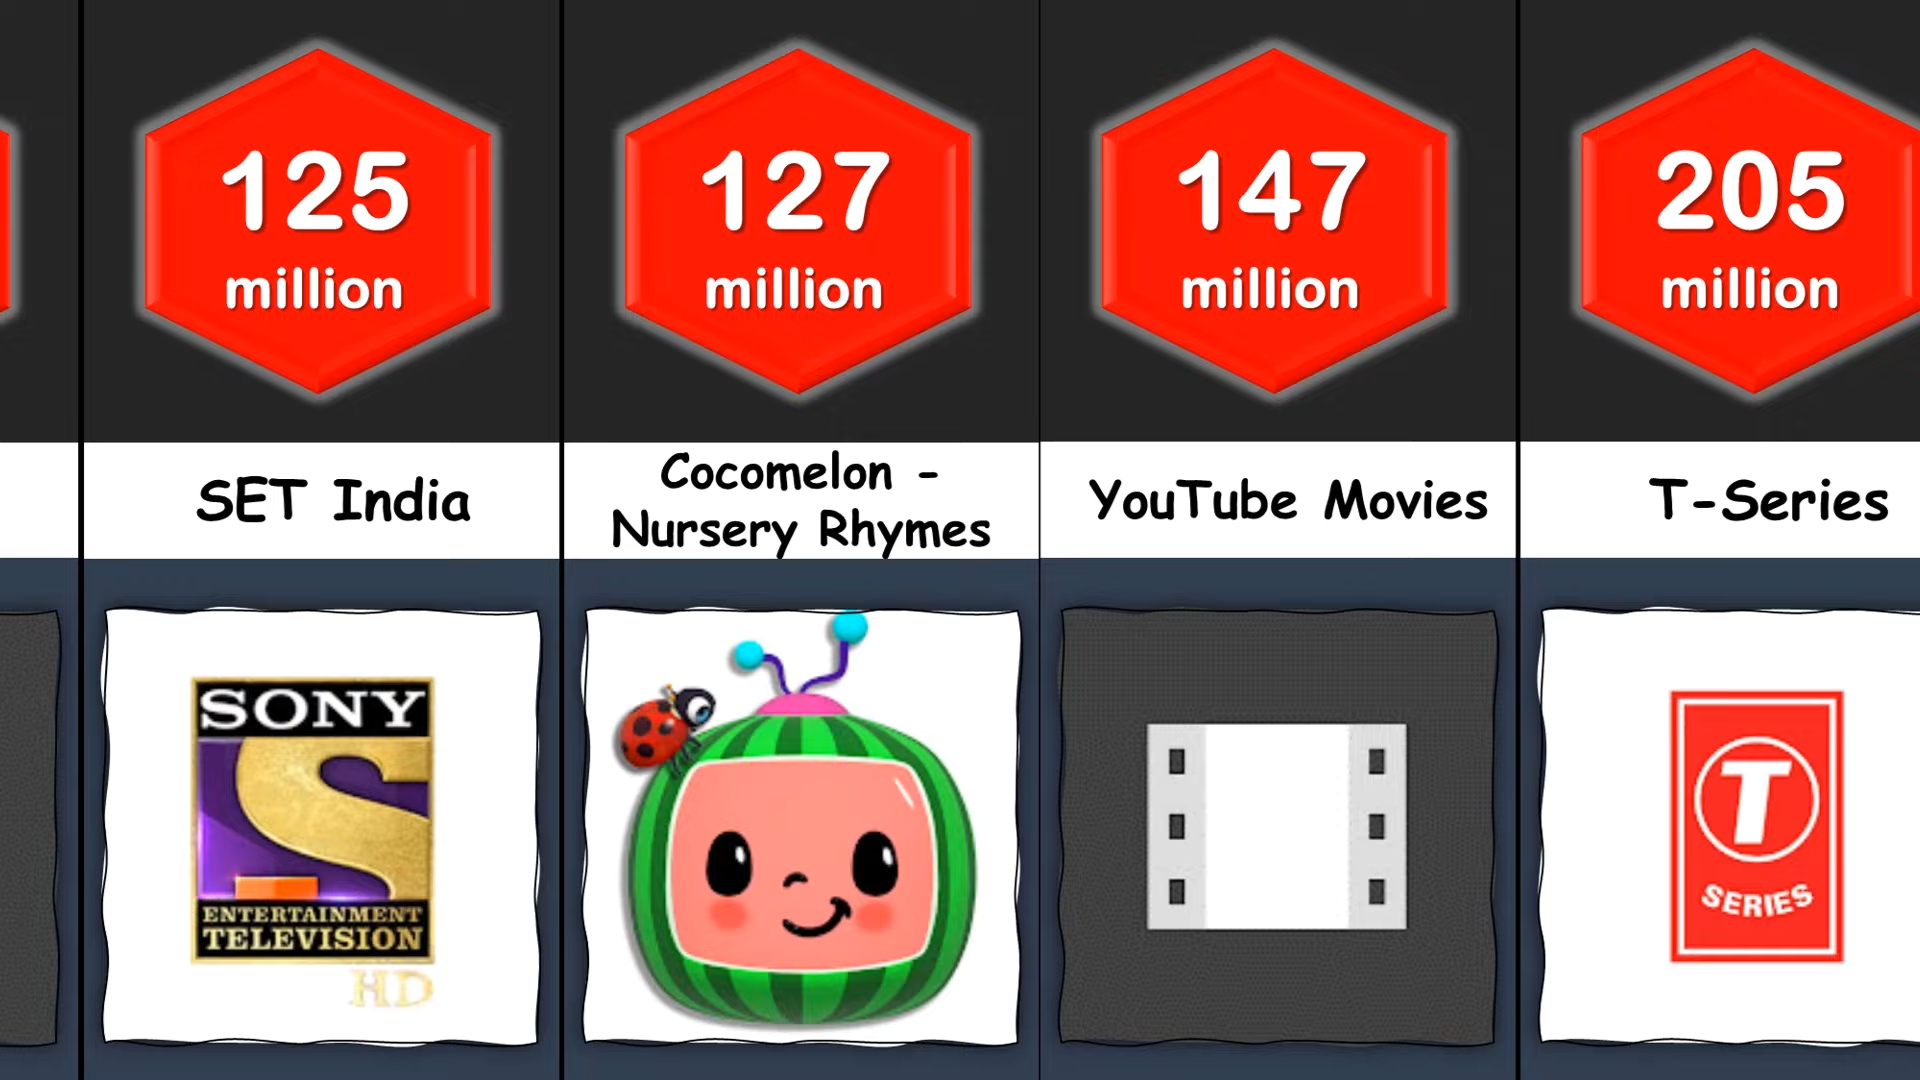 125
million
127
million
147
million
205
million
SET India
Cocomelon -
Nursery Rhymes
YouTube Movies
T-Series
SONY
S
ENTERTAINMENT
TELEVISION
HD
T
SERIES